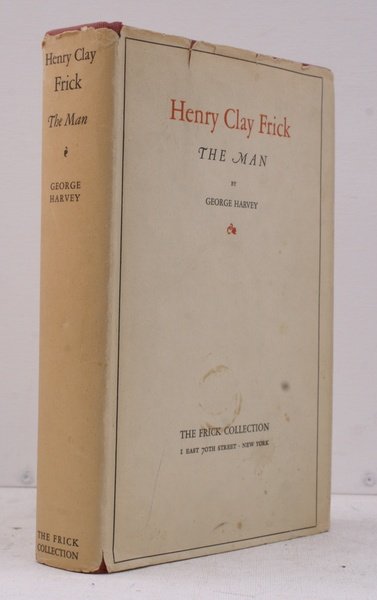 Henry Clay
Frick
The Man
GEORGE
HARVEY
THE FRICK
COLLECTION
Henry Clay Frick
THE MAN
BY
GEORGE HARVEY
THE FRICK COLLECTION
1 EAST 70TH STREET · NEW YORK